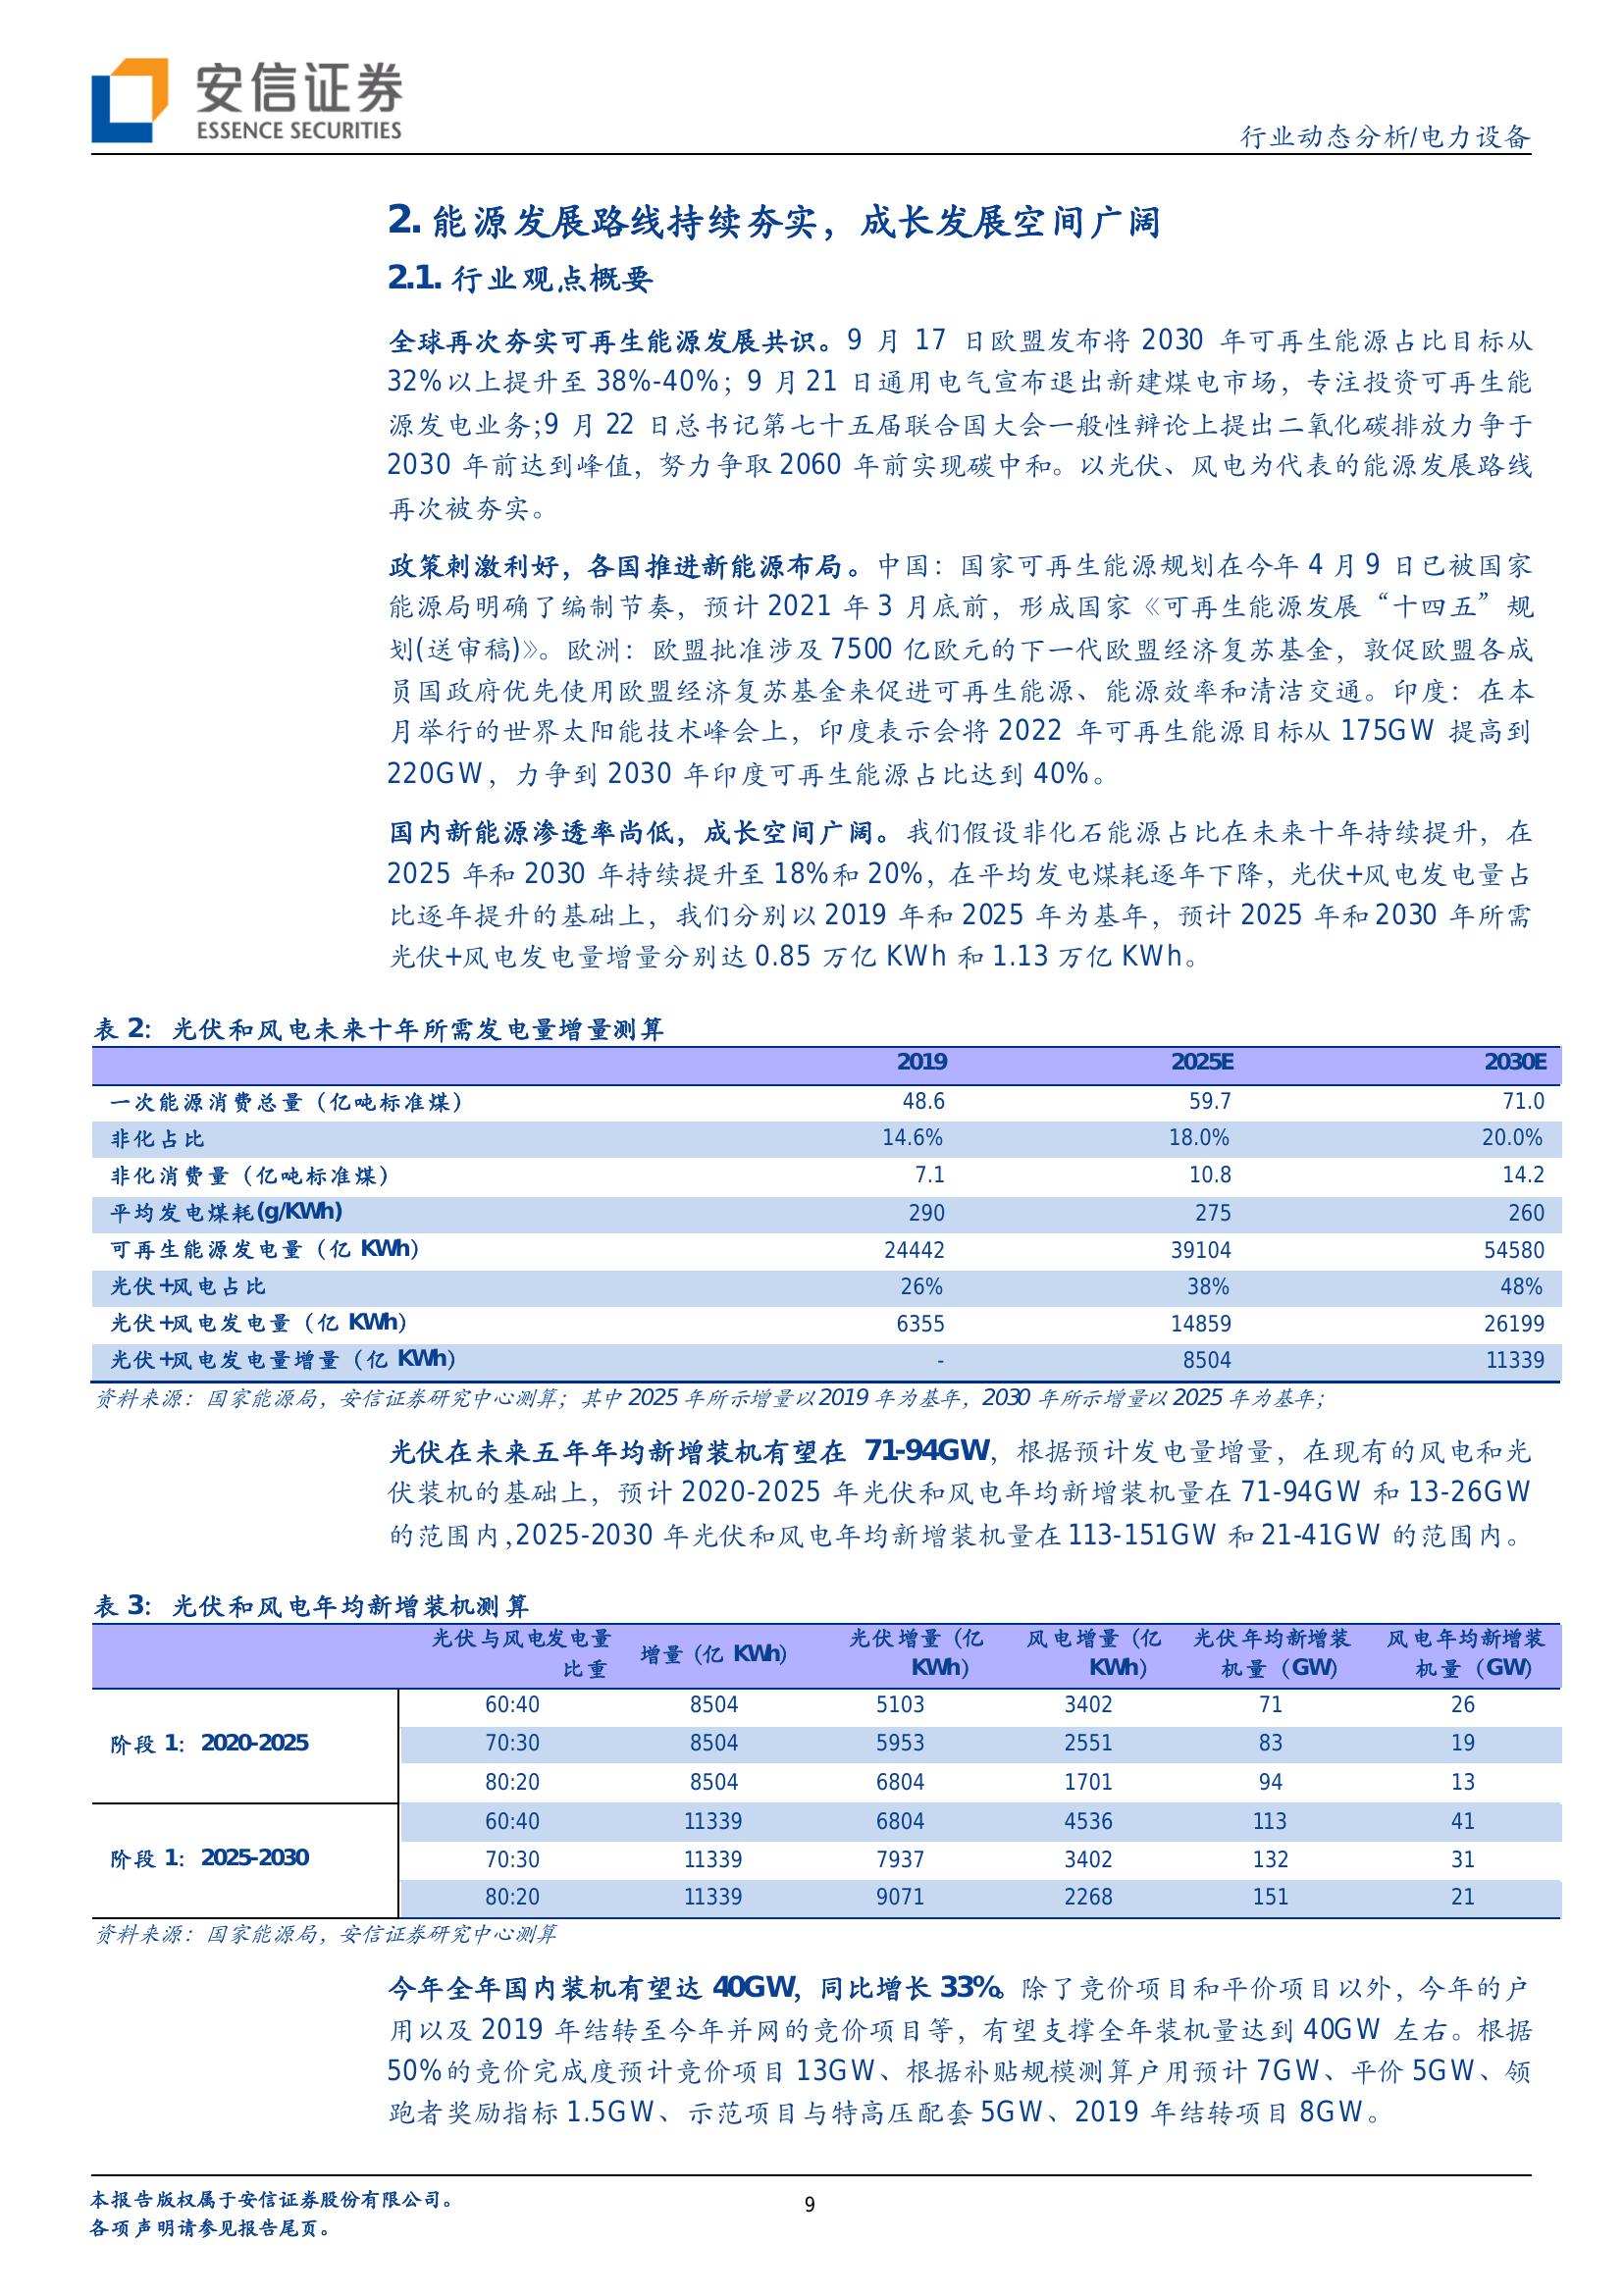 安信证券
ESSENCE SECURITIES
行业动态分析/电力设备
2. 能源发展路线持续夯实，成长发展空间广阔
2.1. 行业观点概要
全球再次夯实可再生能源发展共识。9 月 17 日欧盟发布将 2030 年可再生能源占比目标从
32%以上提升至 38%-40%；9 月 21 日通用电气宣布退出新建煤电市场，专注投资可再生能
源发电业务;9 月 22 日总书记第七十五届联合国大会一般性辩论上提出二氧化碳排放力争于
2030 年前达到峰值，努力争取 2060 年前实现碳中和。以光伏、风电为代表的能源发展路线
再次被夯实。
政策刺激利好，各国推进新能源布局。中国：国家可再生能源规划在今年 4 月 9 日已被国家
能源局明确了编制节奏，预计 2021 年 3 月底前，形成国家《可再生能源发展“十四五”规
划(送审稿)》。欧洲：欧盟批准涉及 7500 亿欧元的下一代欧盟经济复苏基金，敦促欧盟各成
员国政府优先使用欧盟经济复苏基金来促进可再生能源、能源效率和清洁交通。印度：在本
月举行的世界太阳能技术峰会上，印度表示会将 2022 年可再生能源目标从 175GW 提高到
220GW，力争到 2030 年印度可再生能源占比达到 40%。
国内新能源渗透率尚低，成长空间广阔。我们假设非化石能源占比在未来十年持续提升，在
2025 年和 2030 年持续提升至 18%和 20%，在平均发电煤耗逐年下降，光伏+风电发电量占
比逐年提升的基础上，我们分别以 2019 年和 2025 年为基年，预计 2025 年和 2030 年所需
光伏+风电发电量增量分别达 0.85 万亿 KWh 和 1.13 万亿 KWh。
表 2：光伏和风电未来十年所需发电量增量测算
2019 2025E 2030E
一次能源消费总量（亿吨标准煤） 48.6 59.7 71.0
非化占比 14.6% 18.0% 20.0%
非化消费量（亿吨标准煤） 7.1 10.8 14.2
平均发电煤耗(g/KWh) 290 275 260
可再生能源发电量（亿 KWh） 24442 39104 54580
光伏+风电占比 26% 38% 48%
光伏+风电发电量（亿 KWh） 6355 14859 26199
光伏+风电发电量增量（亿 KWh） - 8504 11339
资料来源：国家能源局，安信证券研究中心测算；其中 2025 年所示增量以 2019 年为基年，2030 年所示增量以 2025 年为基年；
光伏在未来五年年均新增装机有望在 71-94GW，根据预计发电量增量，在现有的风电和光
伏装机的基础上，预计 2020-2025 年光伏和风电年均新增装机量在 71-94GW 和 13-26GW
的范围内,2025-2030 年光伏和风电年均新增装机量在 113-151GW 和 21-41GW 的范围内。
表 3：光伏和风电年均新增装机测算
光伏与风电发电量 增量（亿 KWh） 光伏增量（亿 风电增量（亿 光伏年均新增装 风电年均新增装
比重 KWh） KWh） 机量（GW） 机量（GW）
60:40 8504 5103 3402 71 26
阶段 1：2020-2025 70:30 8504 5953 2551 83 19
80:20 8504 6804 1701 94 13
60:40 11339 6804 4536 113 41
阶段 1：2025-2030 70:30 11339 7937 3402 132 31
80:20 11339 9071 2268 151 21
资料来源：国家能源局，安信证券研究中心测算
今年全年国内装机有望达 40GW，同比增长 33%。除了竞价项目和平价项目以外，今年的户
用以及 2019 年结转至今年并网的竞价项目等，有望支撑全年装机量达到 40GW 左右。根据
50%的竞价完成度预计竞价项目 13GW、根据补贴规模测算户用预计 7GW、平价 5GW、领
跑者奖励指标 1.5GW、示范项目与特高压配套 5GW、2019 年结转项目 8GW。
本报告版权属于安信证券股份有限公司。
9
各项声明请参见报告尾页。